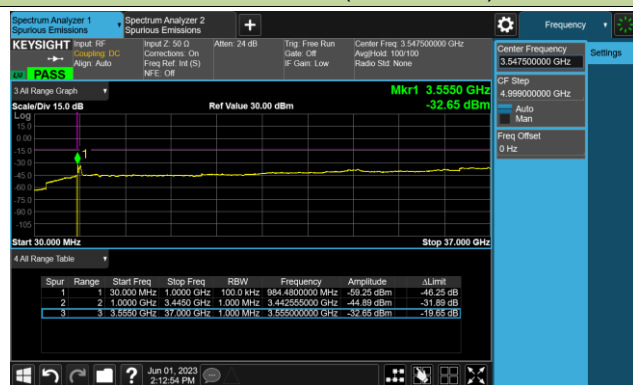 Spectrum Analyzer 1
Spurious Emissions
Spectrum Analyzer 2
Spurious Emissions
+
Frequency
KEYSIGHT
Input: RF
Coupling: DC
Align: Auto
Input Z: 50 Ω
Corrections: On
Freq Ref: Int (S)
NFE: Off
Atten: 24 dB
Trig: Free Run
Gate: Off
IF Gain: Low
Center Freq: 3.547500000 GHz
Avg|Hold: 100/100
Radio Std: None
PASS
Center Frequency
3.547500000 GHz
Settings
CF Step
4.999000000 GHz
Auto
Man
Freq Offset
0 Hz
3 All Range Graph
Mkr1 3.5550 GHz
Scale/Div 15.0 dB
Ref Value 30.00 dBm
-32.65 dBm
Log
15.0
0.00
-15.0
-30.0
-45.0
-60.0
-75.0
-90.0
-105
1
Start 30.000 MHz
Stop 37.000 GHz
4 All Range Table
Spur Range Start Freq Stop Freq RBW Frequency Amplitude ΔLimit
1 1 30.000 MHz 1.0000 GHz 100.0 kHz 984.4800000 MHz -59.25 dBm -46.25 dB
2 2 1.0000 GHz 3.4450 GHz 1.000 MHz 3.442555000 GHz -44.89 dBm -31.89 dB
3 3 3.5550 GHz 37.000 GHz 1.000 MHz 3.555000000 GHz -32.65 dBm -19.65 dB
?
Jun 01, 2023
2:12:54 PM